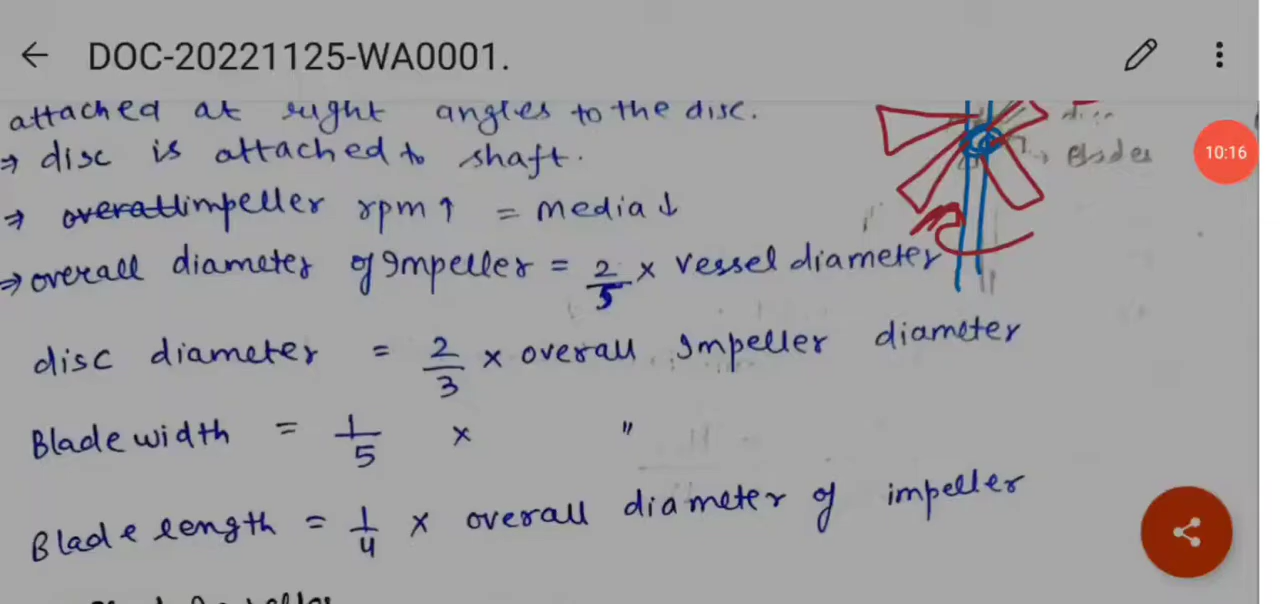 ← DOC-20221125-WA0001.
attached at right angles to the disc.
→ disc is attached to shaft.
Blades
10:16
→ overall impeller rpm ↑ = media ↓
→ overall diameter of Impeller = 2/5 x vessel diameter
disc diameter = 2/3 x overall Impeller diameter
Blade width = 1/5 x "
Blade length = 1/4 x overall diameter of impeller